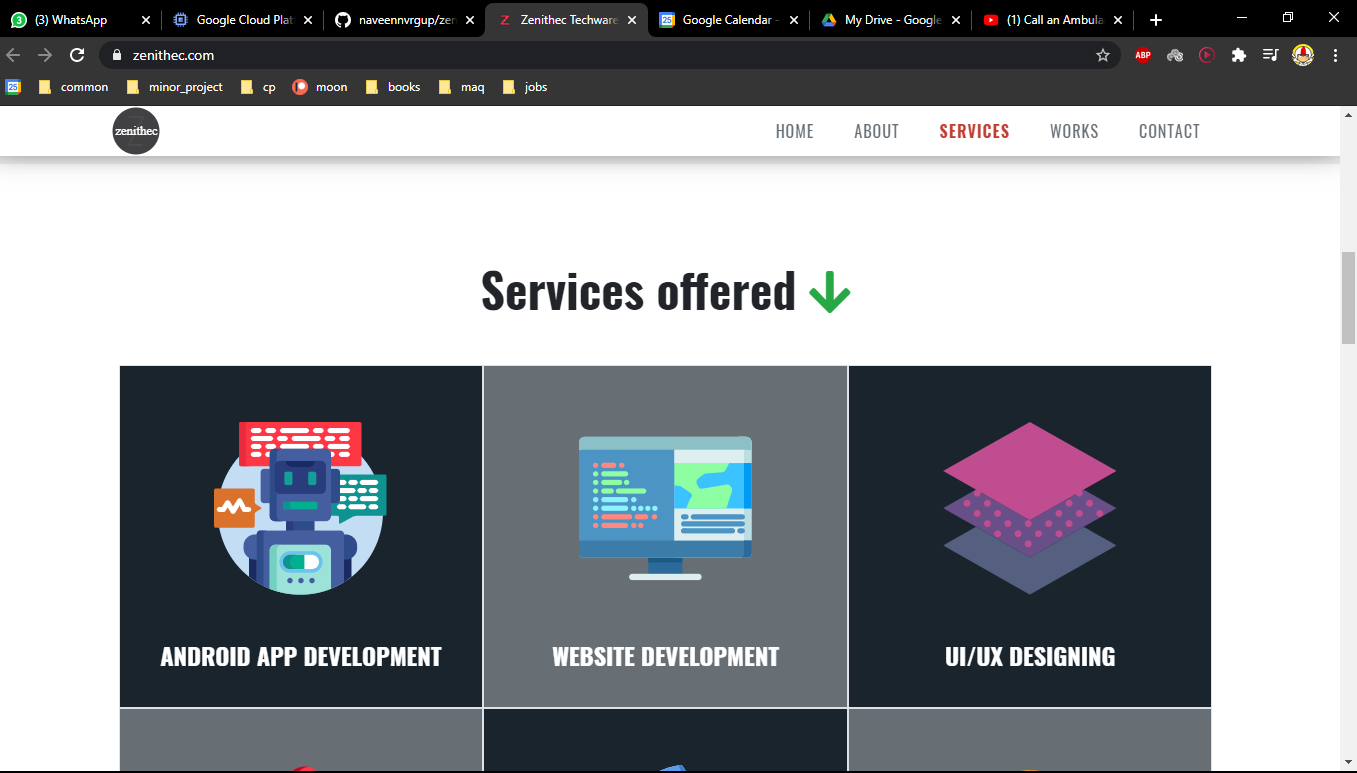 (3) WhatsApp
Google Cloud Plat
naveennvrgup/zen
Zenithec Techware
Google Calendar -
My Drive - Google
(1) Call an Ambula
zenithec.com
ABP
25 common minor_project cp moon books maq jobs
zenithec
HOME ABOUT SERVICES WORKS CONTACT
Services offered
ANDROID APP DEVELOPMENT
WEBSITE DEVELOPMENT
UI/UX DESIGNING